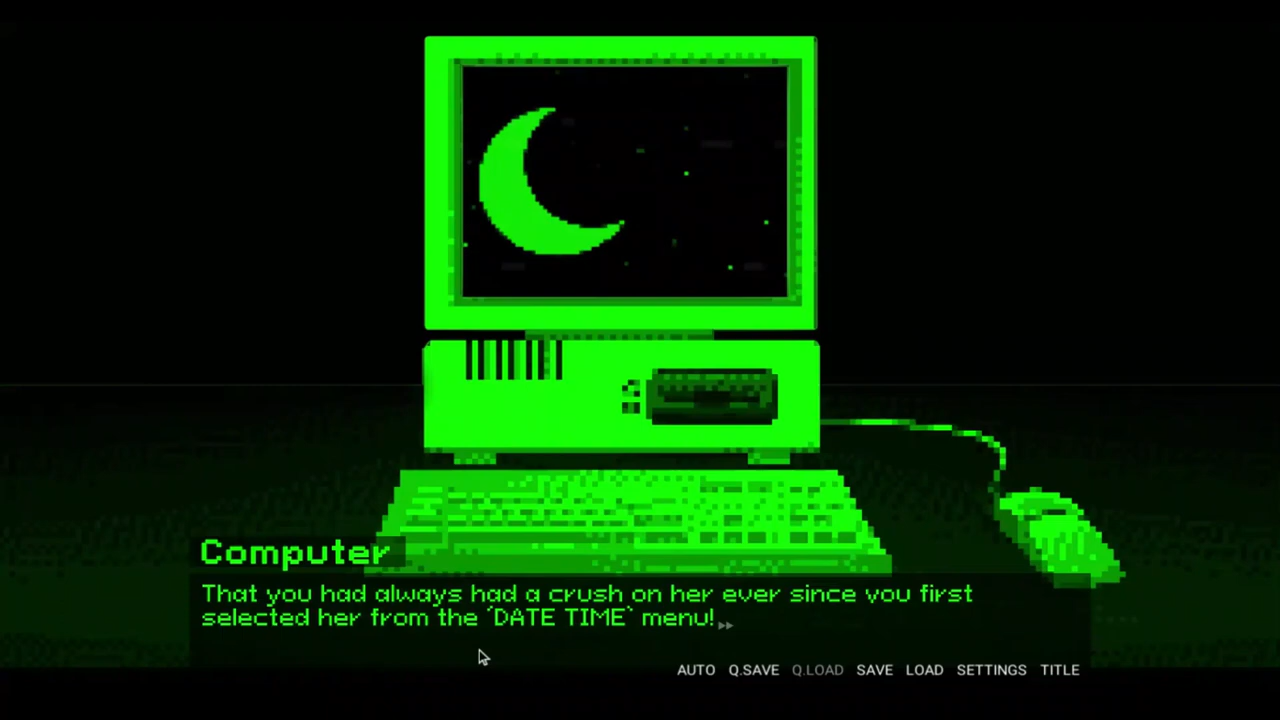 Computer
That you had always had a crush on her ever since you first
selected her from the ´DATE TIME` menu!
AUTO Q.SAVE Q.LOAD SAVE LOAD SETTINGS TITLE